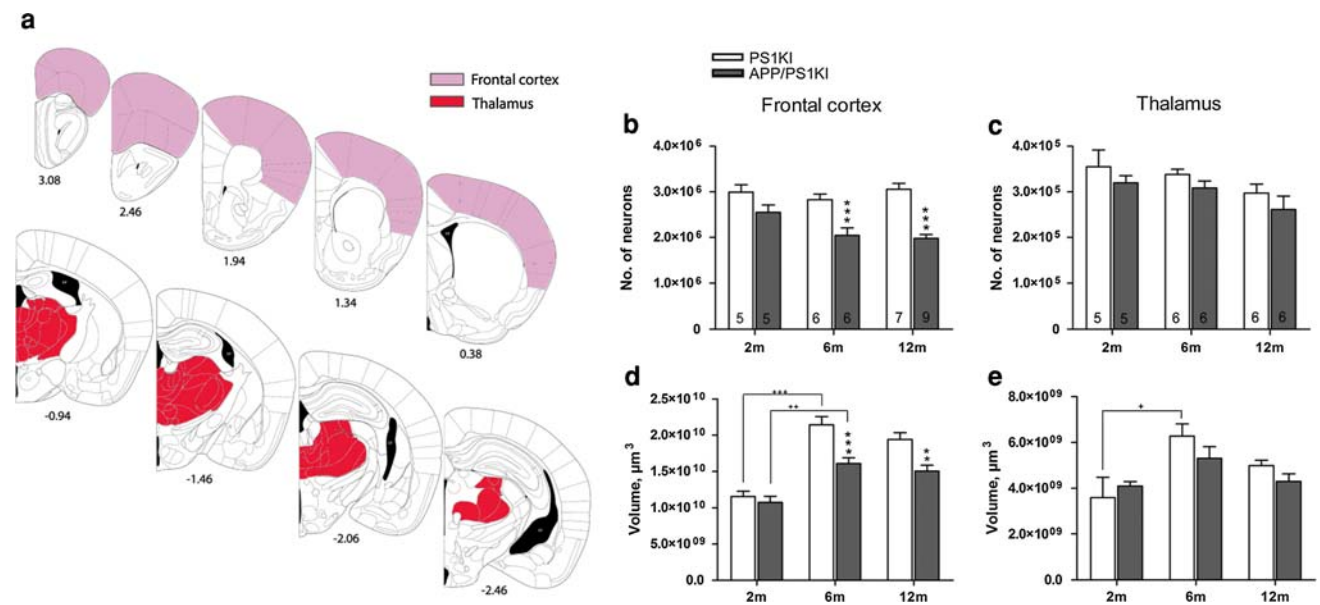 a
Frontal cortex
Thalamus
3.08
2.46
1.94
1.34
0.38
-0.94
-1.46
-2.06
-2.46
PS1KI
APP/PS1KI
Frontal cortex
Thalamus
b
No. of neurons
4.0×10⁶
3.0×10⁶
2.0×10⁶
1.0×10⁶
0
***
***
5 5 6 6 7 9
2m 6m 12m
c
No. of neurons
4.0×10⁵
3.0×10⁵
2.0×10⁵
1.0×10⁵
0
5 5 6 6 6 6
2m 6m 12m
d
Volume, µm³
2.5×10¹⁰
2.0×10¹⁰
1.5×10¹⁰
1.0×10¹⁰
5.0×10⁰⁹
0.0
+++
++
***
**
2m 6m 12m
e
Volume, µm³
8.0×10⁰⁹
6.0×10⁰⁹
4.0×10⁰⁹
2.0×10⁰⁹
0.0
+
2m 6m 12m